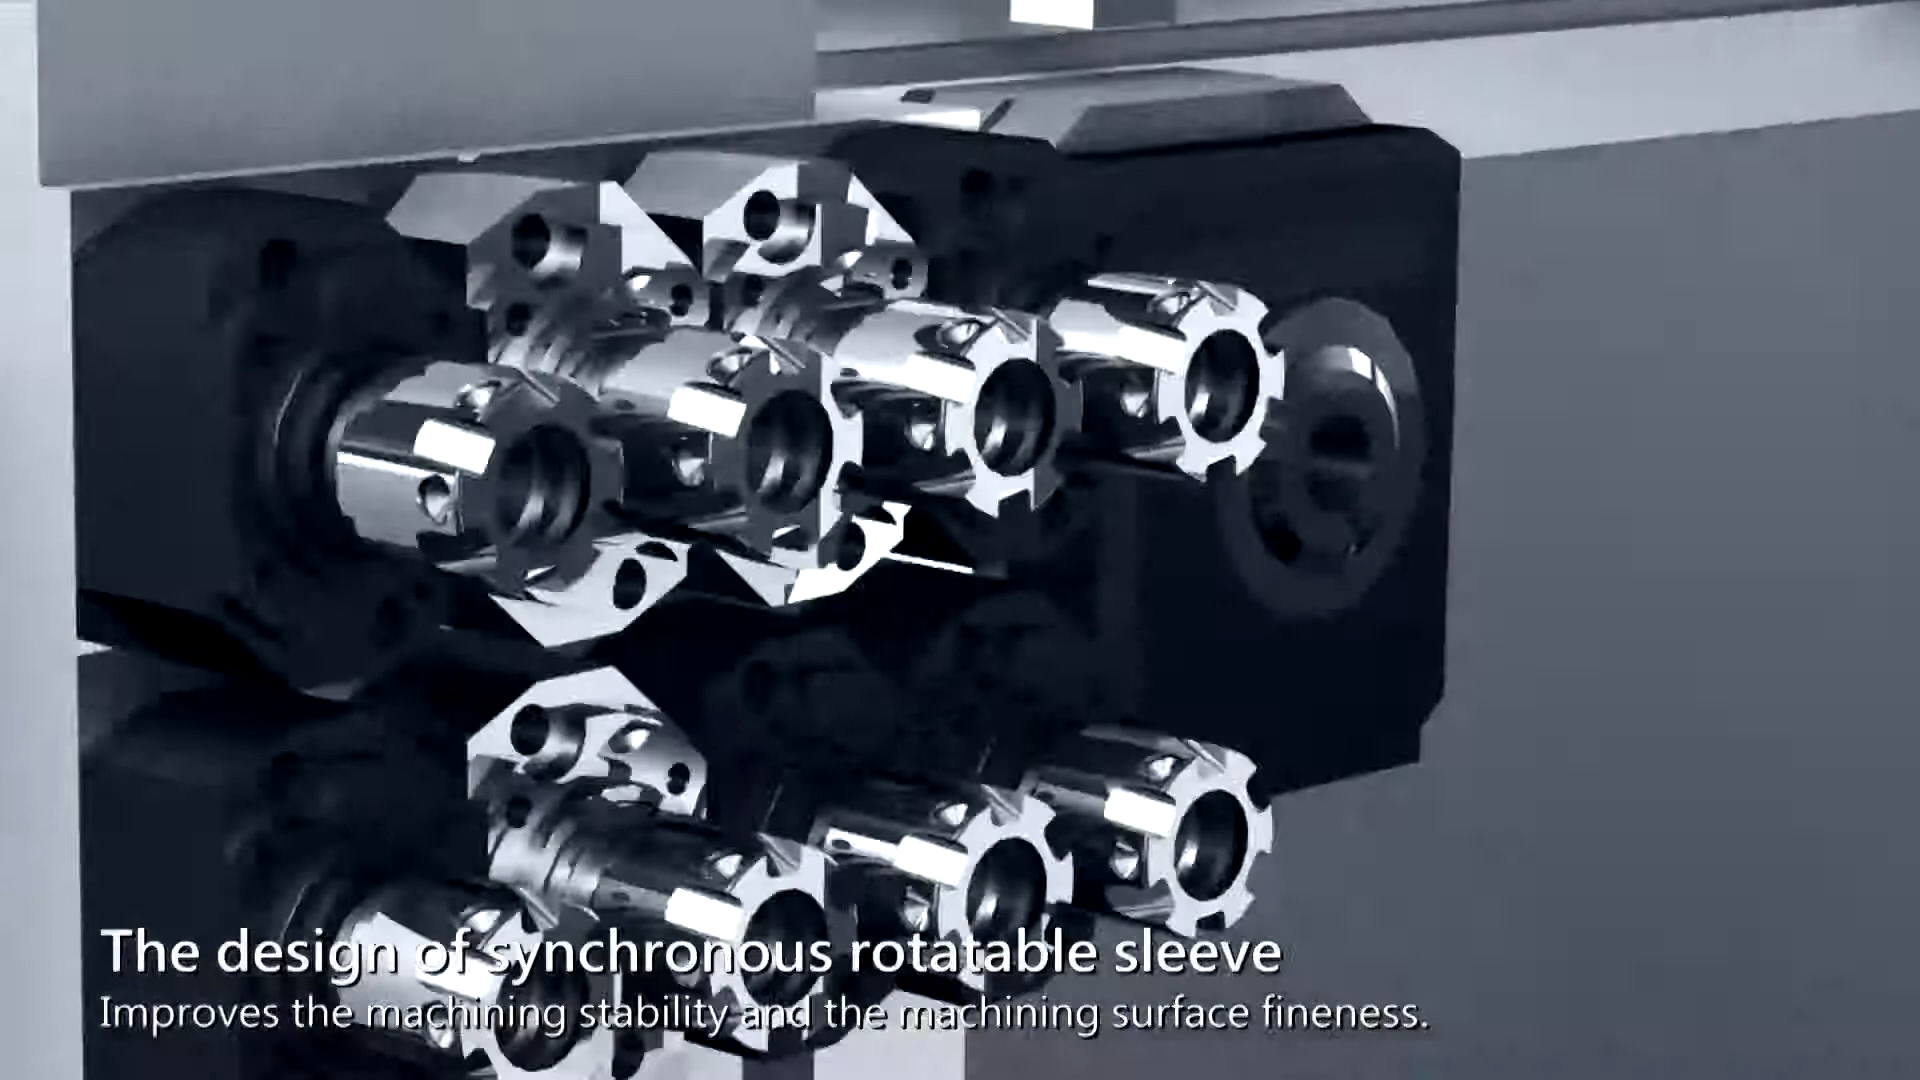 The design of synchronous rotatable sleeve
Improves the machining stability and the machining surface fineness.